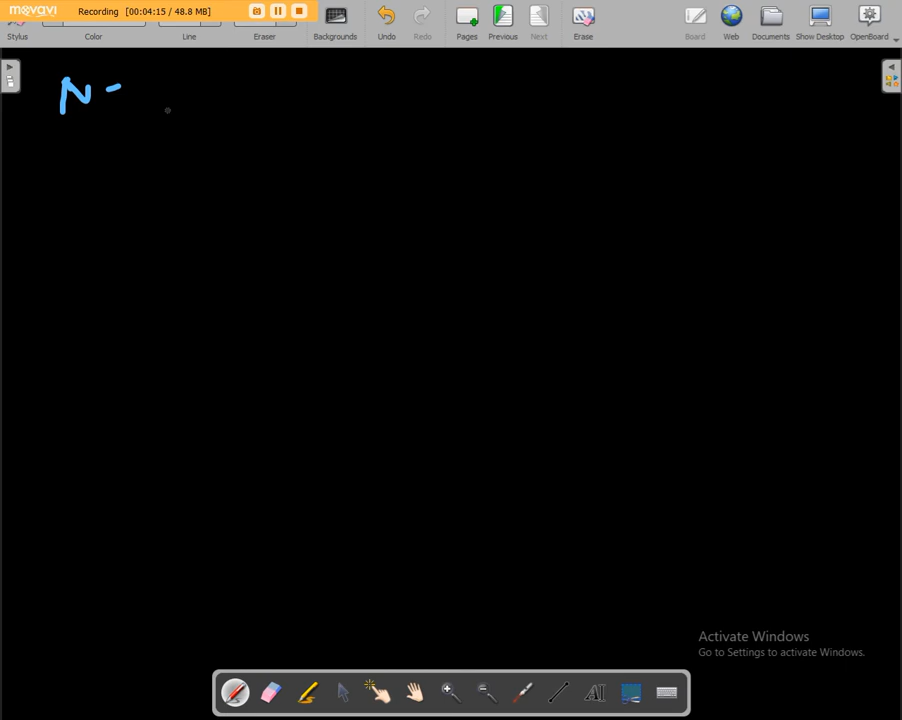 movavi Recording [00:04:15 / 48.8 MB]
Stylus Color Line Eraser Backgrounds Undo Redo Pages Previous Next Erase Board Web Documents Show Desktop OpenBoard
N -
Activate Windows
Go to Settings to activate Windows.